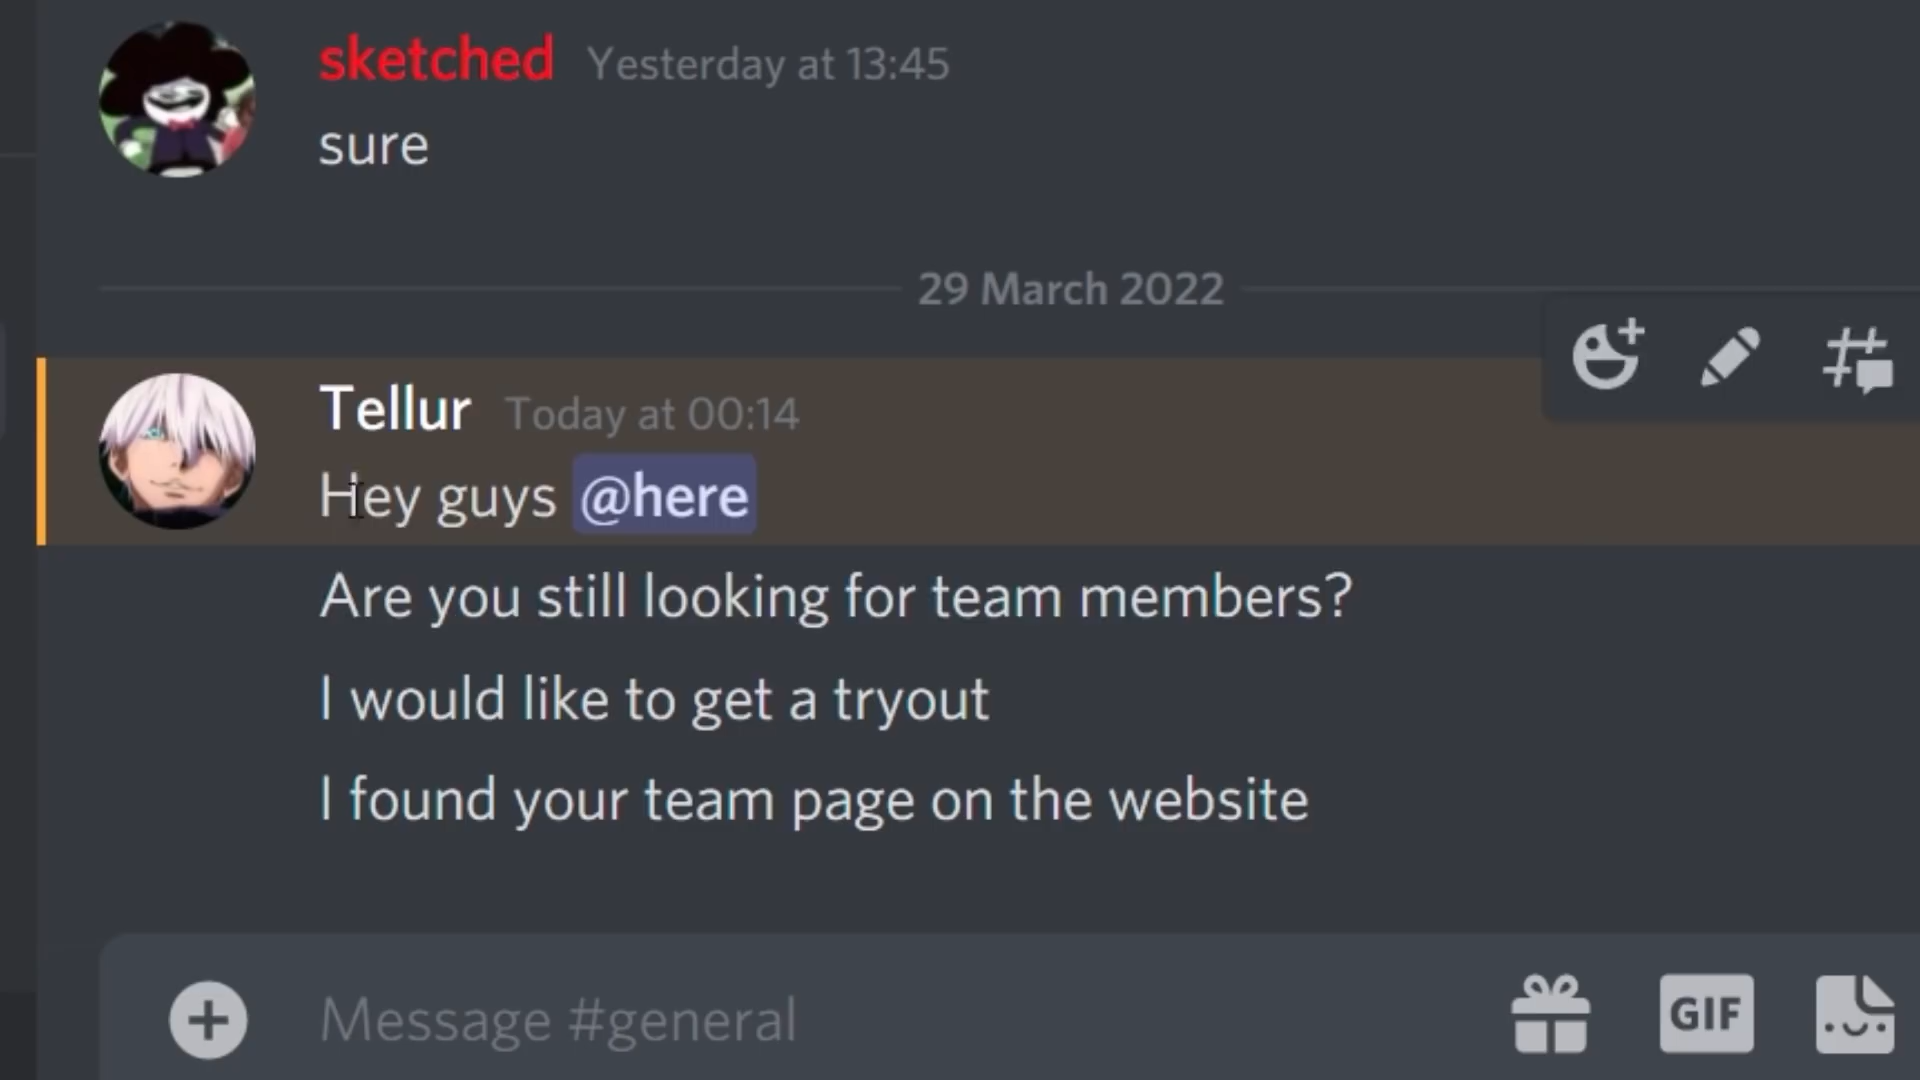 sketched Yesterday at 13:45
sure
29 March 2022
Tellur Today at 00:14
Hey guys @here
Are you still looking for team members?
I would like to get a tryout
I found your team page on the website
Message #general
GIF